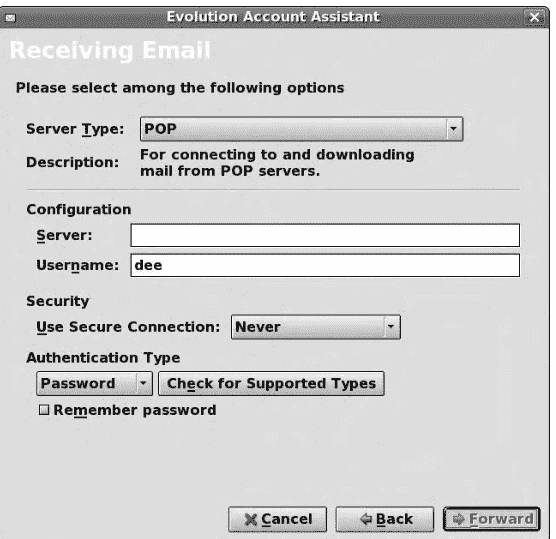 Evolution Account Assistant
Receiving Email
Please select among the following options
Server Type: POP
Description: For connecting to and downloading
mail from POP servers.
Configuration
Server:
Username: dee
Security
Use Secure Connection: Never
Authentication Type
Password Check for Supported Types
Remember password
Cancel Back Forward